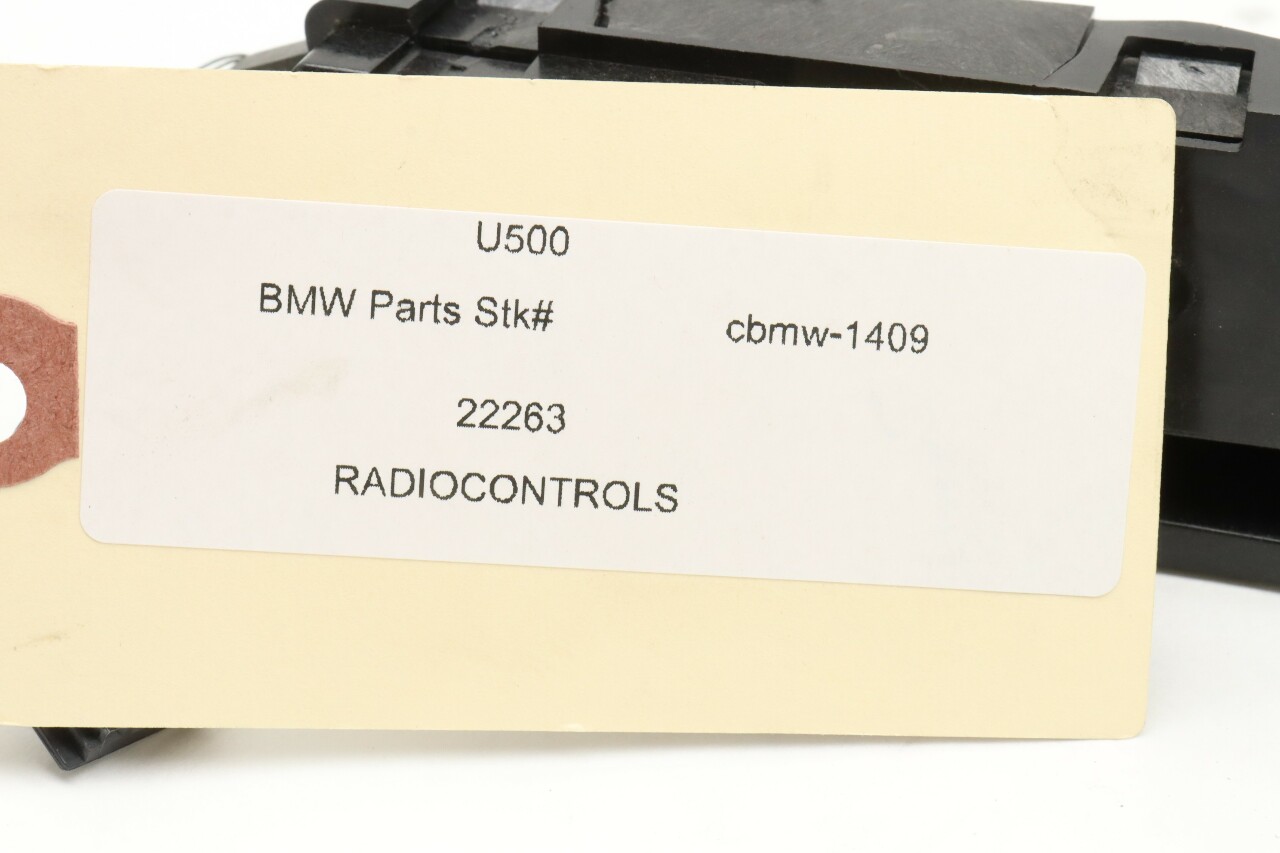 U500
BMW Parts Stk# cbmw-1409
22263
RADIOCONTROLS